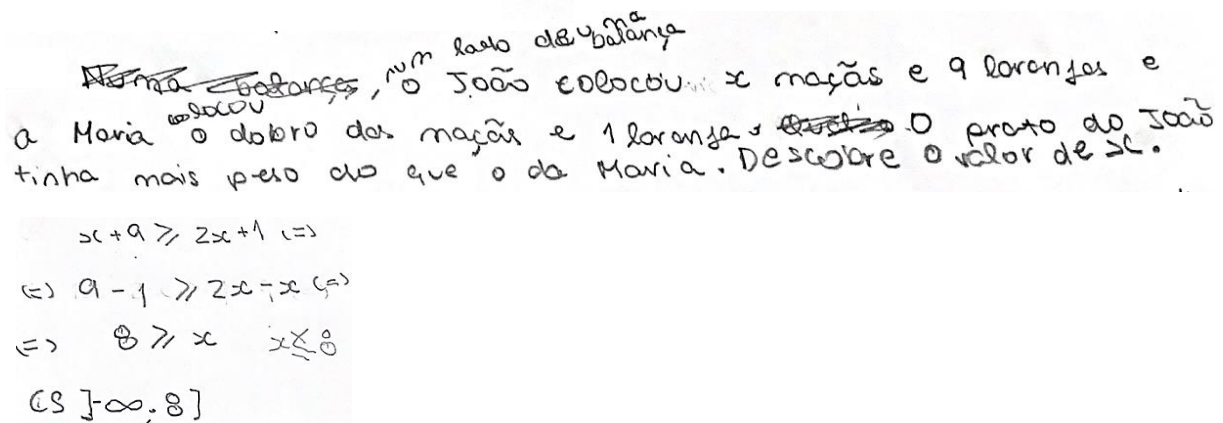 num lado de uma balança
Numa balança, o João colocou x maçãs e 9 laranjas e
a Maria colocou o dobro das maçãs e 1 laranja. O prato do João
tinha mais peso do que o da Maria. Descobre o valor de x.
x+9 ⩾ 2x+1 (=)
(=) 9-1 ⩾ 2x-x (=)
(=) 8 ⩾ x x≤8
CS ]-∞; 8]